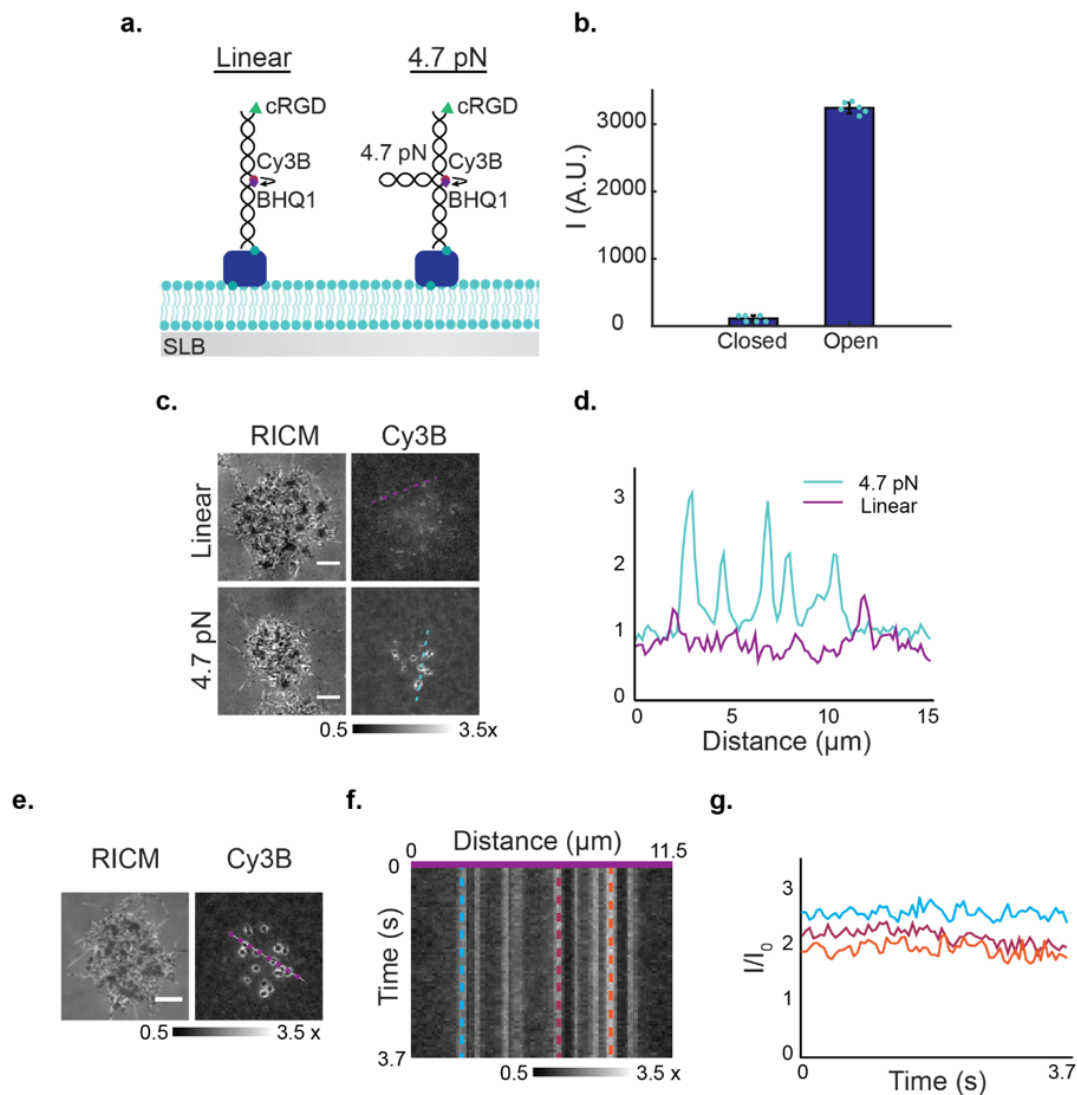 a.
Linear
4.7 pN
cRGD
cRGD
4.7 pN
Cy3B
Cy3B
BHQ1
BHQ1
SLB
b.
I (A.U.)
3000
2000
1000
0
Closed
Open
c.
RICM
Cy3B
Linear
4.7 pN
0.5
3.5x
d.
3
2
1
0
4.7 pN
Linear
0
5
10
15
Distance (μm)
e.
RICM
Cy3B
0.5
3.5 x
f.
Distance (μm)
0
11.5
0
Time (s)
3.7
0.5
3.5 x
g.
I/I0
3
2
1
0
0
3.7
Time (s)